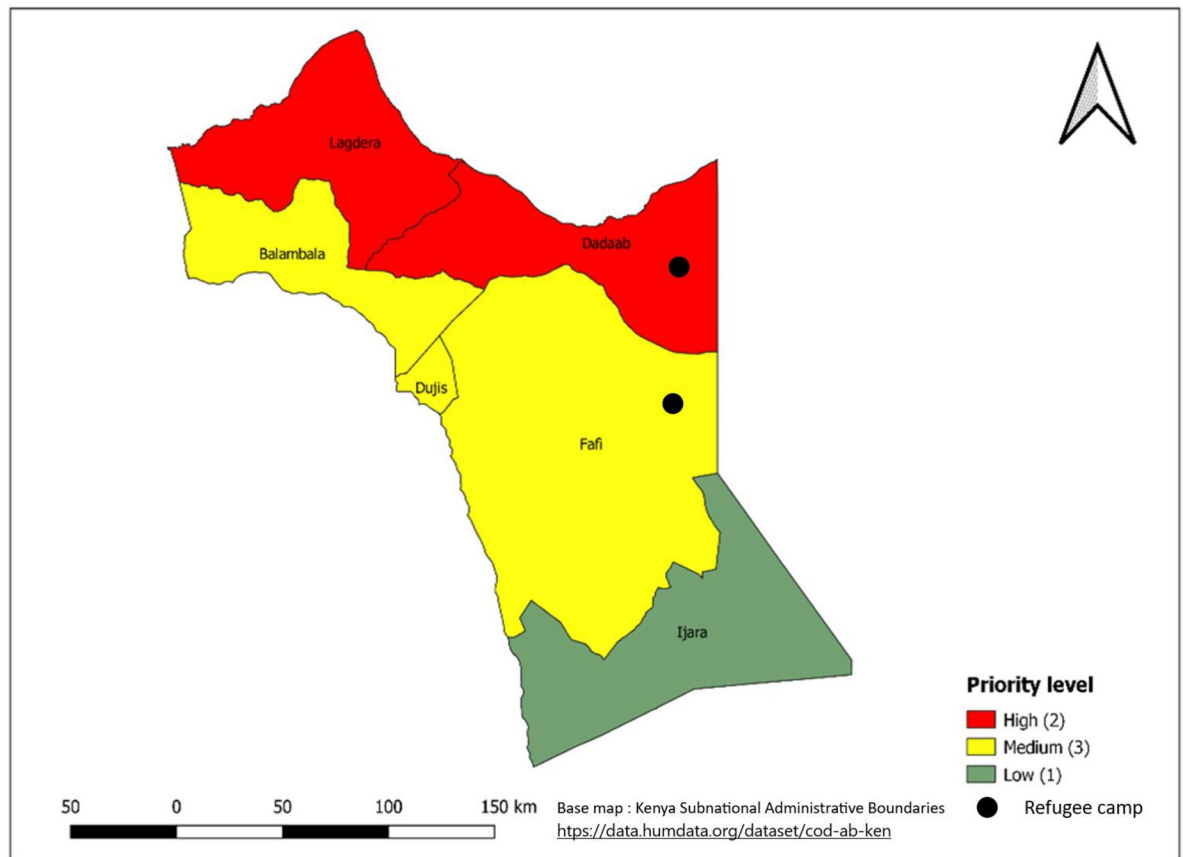 Lagdera
Dadaab
Balambala
Dujis
Fafi
Ijara
Priority level
High (2)
Medium (3)
Low (1)
Refugee camp
50 0 50 100 150 km
Base map : Kenya Subnational Administrative Boundaries
htps://data.humdata.org/dataset/cod-ab-ken